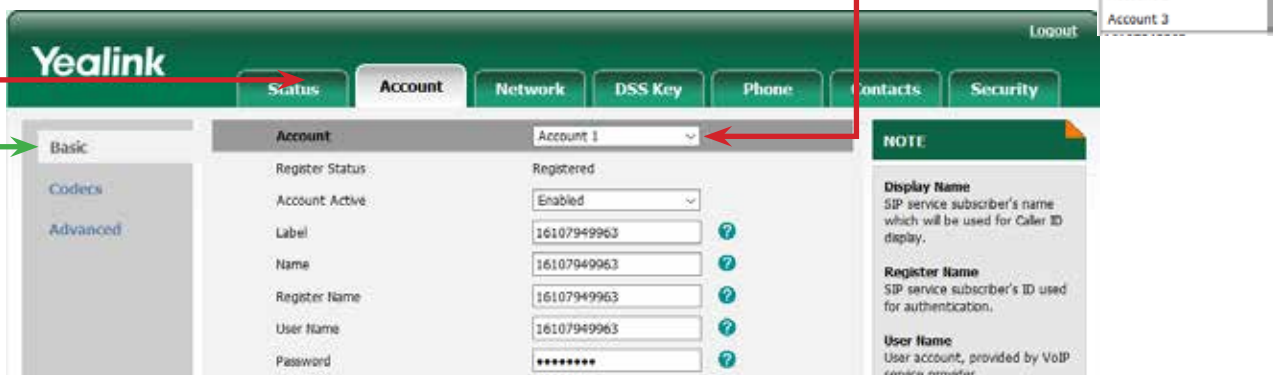 Account 3
Logout
Yealink
Status Account Network DSS Key Phone Contacts Security
Basic
Codecs
Advanced
Account Account 1
Register Status Registered
Account Active Enabled
Label 16107949963
Name 16107949963
Register Name 16107949963
User Name 16107949963
Password ••••••••
NOTE
Display Name
SIP service subscriber's name
which will be used for Caller ID
display.
Register Name
SIP service subscriber's ID used
for authentication.
User Name
User account, provided by VoIP
service provider.